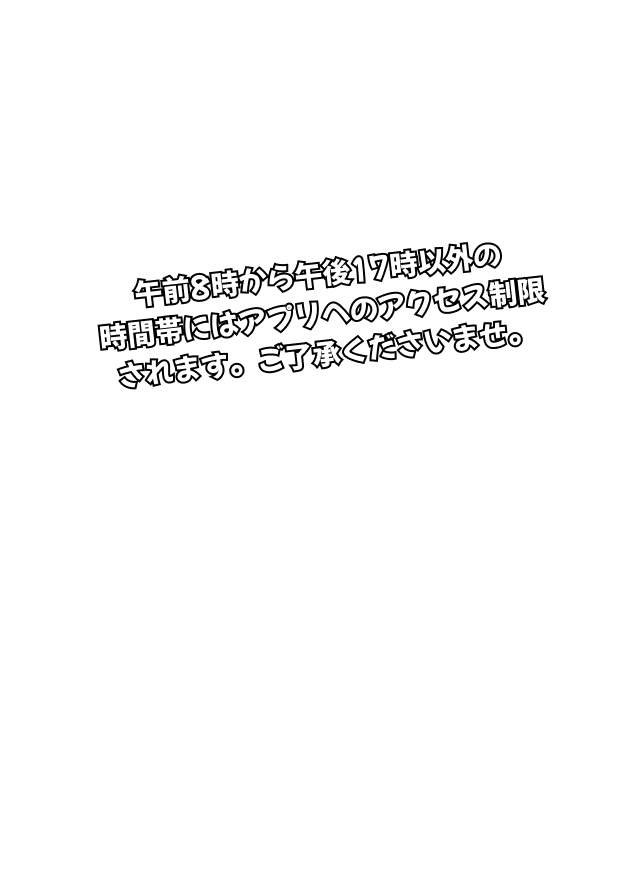 午前8時から午後17時以外の
時間帯にはアプリへのアクセス制限
されます。ご了承くださいませ。